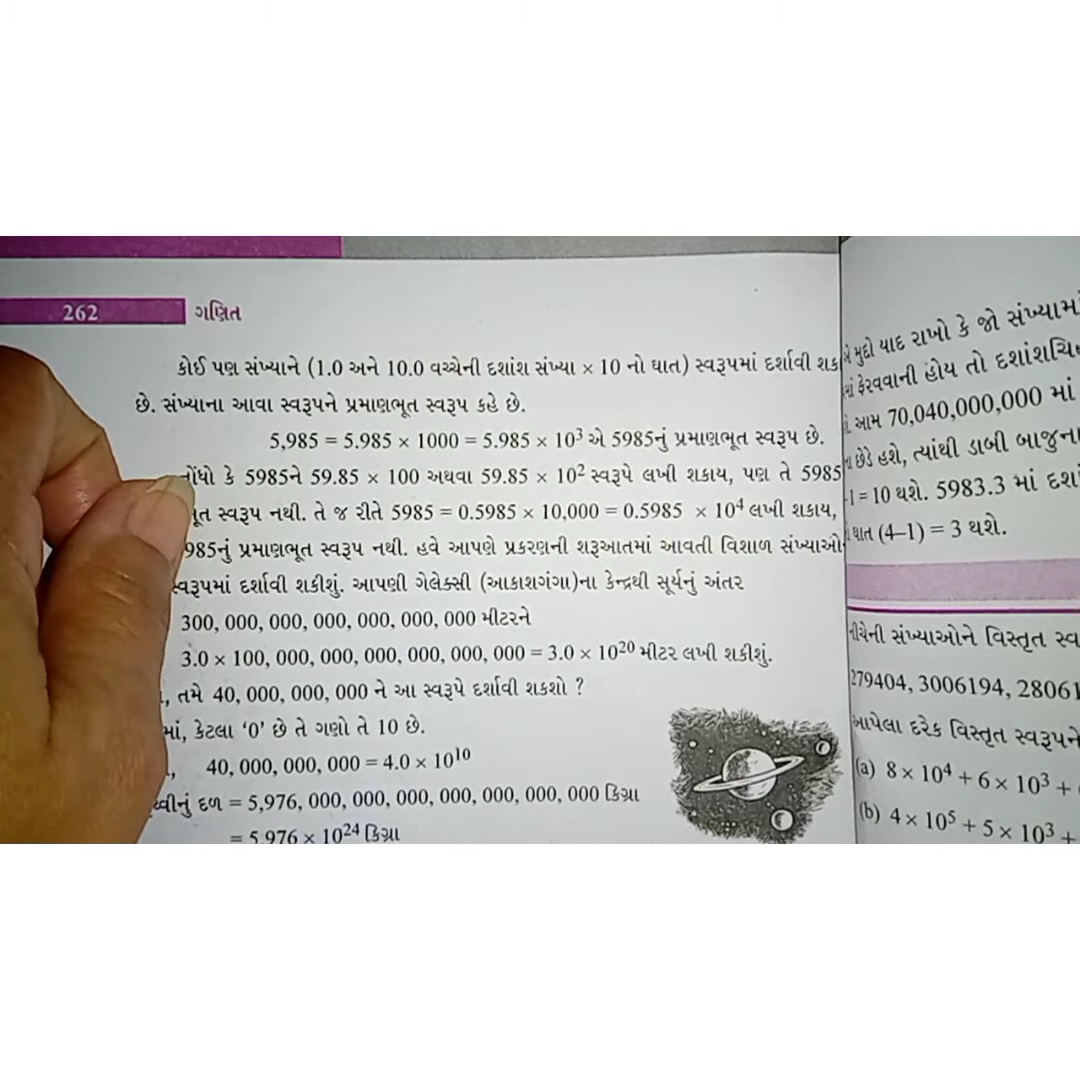 262 ગણિત
કોઈ પણ સંખ્યાને (1.0 અને 10.0 વચ્ચેની દશાંશ સંખ્યા × 10 નો ઘાત) સ્વરૂપમાં દર્શાવી શક
છે. સંખ્યાના આવા સ્વરૂપને પ્રમાણભૂત સ્વરૂપ કહે છે.
5,985 = 5.985 × 1000 = 5.985 × 10³ એ 5985નું પ્રમાણભૂત સ્વરૂપ છે.
નોંધો કે 5985ને 59.85 × 100 અથવા 59.85 × 10² સ્વરૂપે લખી શકાય, પણ તે 5985
ભૂત સ્વરૂપ નથી. તે જ રીતે 5985 = 0.5985 × 10,000 = 0.5985 × 10⁴ લખી શકાય,
985નું પ્રમાણભૂત સ્વરૂપ નથી. હવે આપણે પ્રકરણની શરૂઆતમાં આવતી વિશાળ સંખ્યાઓ
સ્વરૂપમાં દર્શાવી શકીશું. આપણી ગેલેક્સી (આકાશગંગા)ના કેન્દ્રથી સૂર્યનું અંતર
300, 000, 000, 000, 000, 000, 000 મીટરને
3.0 × 100, 000, 000, 000, 000, 000, 000 = 3.0 × 10²⁰ મીટર લખી શકીશું.
, તમે 40, 000, 000, 000 ને આ સ્વરૂપે દર્શાવી શકશો ?
માં, કેટલા ‘0’ છે તે ગણો તે 10 છે.
, 40, 000, 000, 000 = 4.0 × 10¹⁰
થ્વીનું દળ = 5,976, 000, 000, 000, 000, 000, 000, 000 કિગ્રા
= 5.976 × 10²⁴ કિગ્રા
મુદ્દો યાદ રાખો કે જો સંખ્યામાં
ફેરવવાની હોય તો દશાંશચિ
આમ 70,040,000,000 માં
છેડે હશે, ત્યાંથી ડાબી બાજુના
-1 = 10 થશે. 5983.3 માં દશાં
ઘાત (4–1) = 3 થશે.
નીચેની સંખ્યાઓને વિસ્તૃત સ્વ
279404, 3006194, 28061
આપેલા દરેક વિસ્તૃત સ્વરૂપને
(a) 8 × 10⁴ + 6 × 10³ +
(b) 4 × 10⁵ + 5 × 10³ +